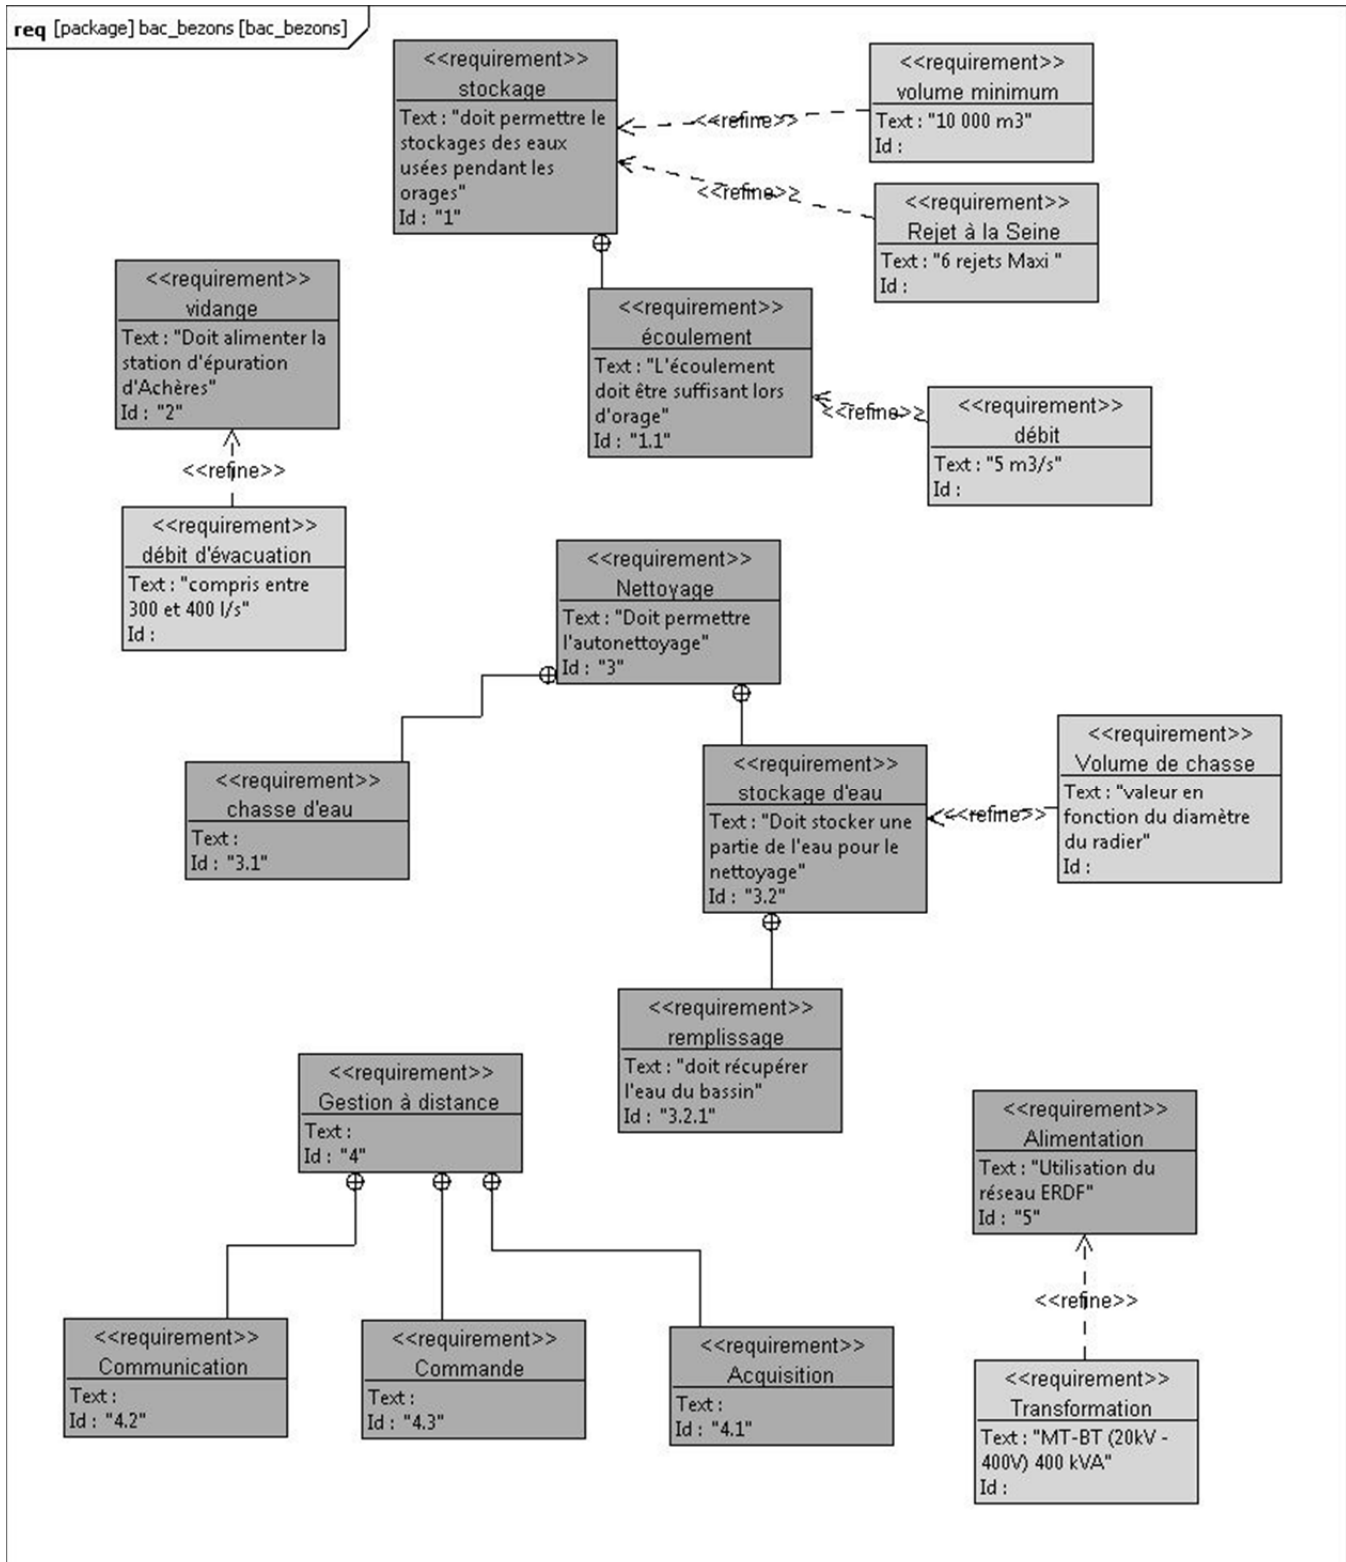 req [package] bac_bezons [bac_bezons]
<<requirement>>
stockage
Text : "doit permettre le
stockages des eaux
usées pendant les
orages"
Id : "1"
<<refine>>
<<requirement>>
volume minimum
Text : "10 000 m3"
Id :
<<refine>>
<<requirement>>
Rejet à la Seine
Text : "6 rejets Maxi "
Id :
<<requirement>>
vidange
Text : "Doit alimenter la
station d'épuration
d'Achères"
Id : "2"
<<refine>>
<<requirement>>
débit d'évacuation
Text : "compris entre
300 et 400 l/s"
Id :
<<requirement>>
écoulement
Text : "L'écoulement
doit être suffisant lors
d'orage"
Id : "1.1"
<<refine>>
<<requirement>>
débit
Text : "5 m3/s"
Id :
<<requirement>>
Nettoyage
Text : "Doit permettre
l'autonettoyage"
Id : "3"
<<requirement>>
chasse d'eau
Text :
Id : "3.1"
<<requirement>>
stockage d'eau
Text : "Doit stocker une
partie de l'eau pour le
nettoyage"
Id : "3.2"
<<refine>>
<<requirement>>
Volume de chasse
Text : "valeur en
fonction du diamètre
du radier"
Id :
<<requirement>>
remplissage
Text : "doit récupérer
l'eau du bassin"
Id : "3.2.1"
<<requirement>>
Gestion à distance
Text :
Id : "4"
<<requirement>>
Communication
Text :
Id : "4.2"
<<requirement>>
Commande
Text :
Id : "4.3"
<<requirement>>
Acquisition
Text :
Id : "4.1"
<<requirement>>
Alimentation
Text : "Utilisation du
réseau ERDF"
Id : "5"
<<refine>>
<<requirement>>
Transformation
Text : "MT-BT (20kV -
400V) 400 kVA"
Id :